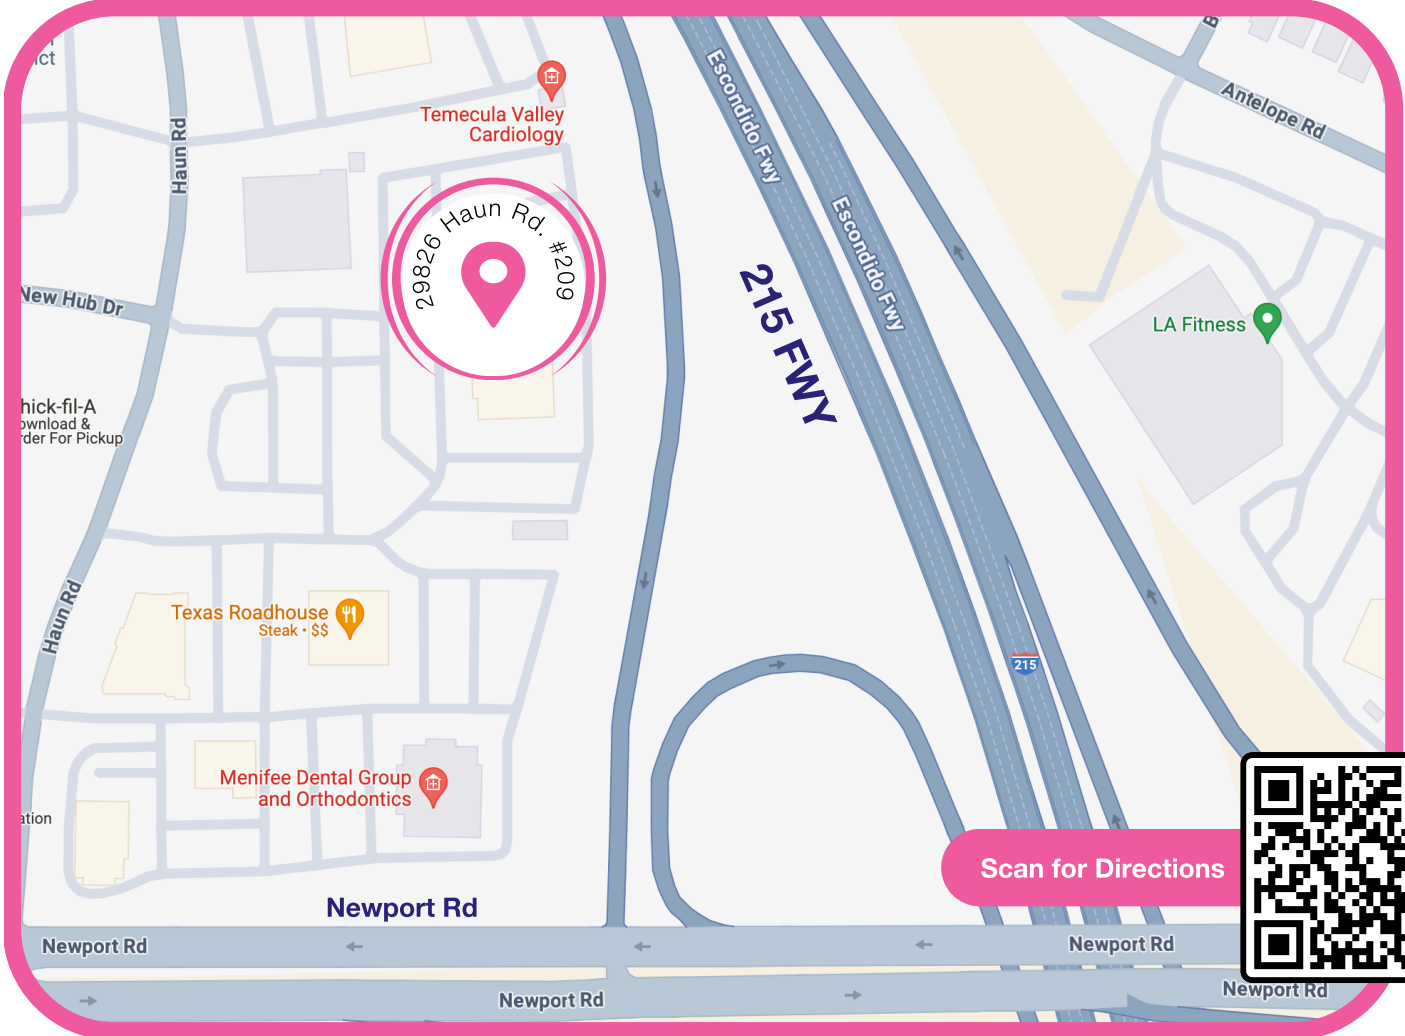 ict
Haun Rd
Temecula Valley
Cardiology
Escondido Fwy
Escondido Fwy
Antelope Rd
29826 Haun Rd. #209
New Hub Dr
215 FWY
LA Fitness
hick-fil-A
ownload &
rder For Pickup
Haun Rd
Texas Roadhouse
Steak • $$
215
Menifee Dental Group
and Orthodontics
ation
Scan for Directions
Newport Rd
Newport Rd
Newport Rd
Newport Rd
Newport Rd